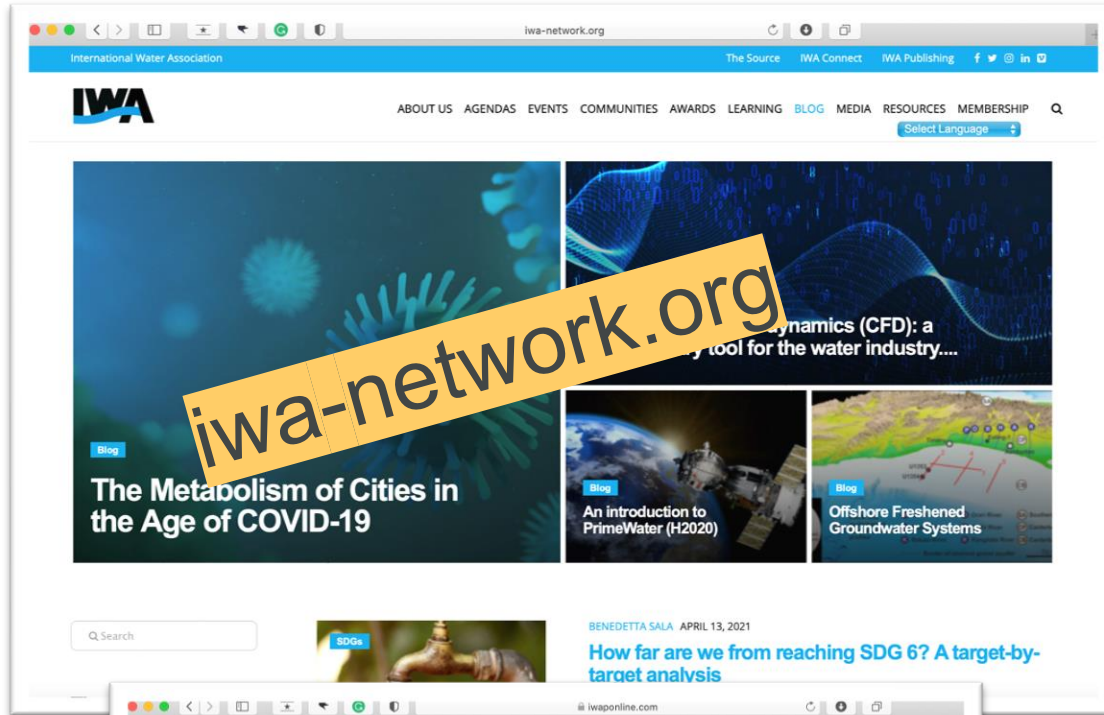 iwa-network.org
International Water Association
The Source IWA Connect IWA Publishing
IWA
ABOUT US AGENDAS EVENTS COMMUNITIES AWARDS LEARNING BLOG MEDIA RESOURCES MEMBERSHIP
Select Language
iwa-network.org
Blog
The Metabolism of Cities in
the Age of COVID-19
(CFD): a
tool for the water industry....
Blog
An introduction to
PrimeWater (H2020)
Blog
Offshore Freshened
Groundwater Systems
Search
SDGs
BENEDETTA SALA APRIL 13, 2021
How far are we from reaching SDG 6? A target-by-
target analysis
iwaponline.com